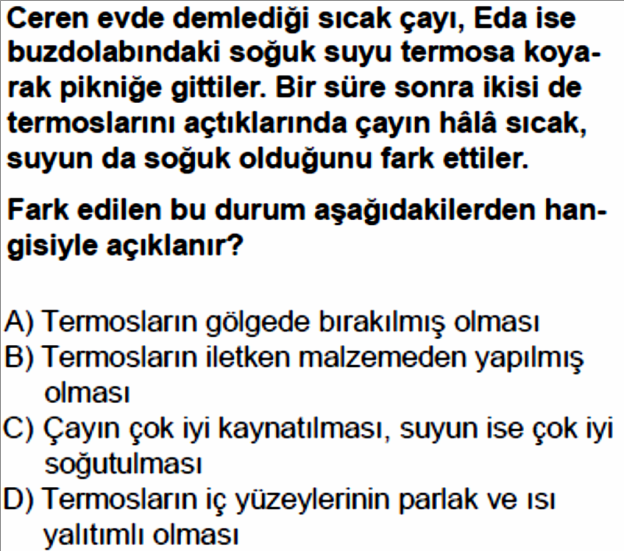 Ceren evde demlediği sıcak çayı, Eda ise
buzdolabındaki soğuk suyu termosa koya-
rak pikniğe gittiler. Bir süre sonra ikisi de
termoslarını açtıklarında çayın hâlâ sıcak,
suyun da soğuk olduğunu fark ettiler.
Fark edilen bu durum aşağıdakilerden han-
gisiyle açıklanır?
A) Termosların gölgede bırakılmış olması
B) Termosların iletken malzemeden yapılmış
olması
C) Çayın çok iyi kaynatılması, suyun ise çok iyi
soğutulması
D) Termosların iç yüzeylerinin parlak ve ısı
yalıtımlı olması